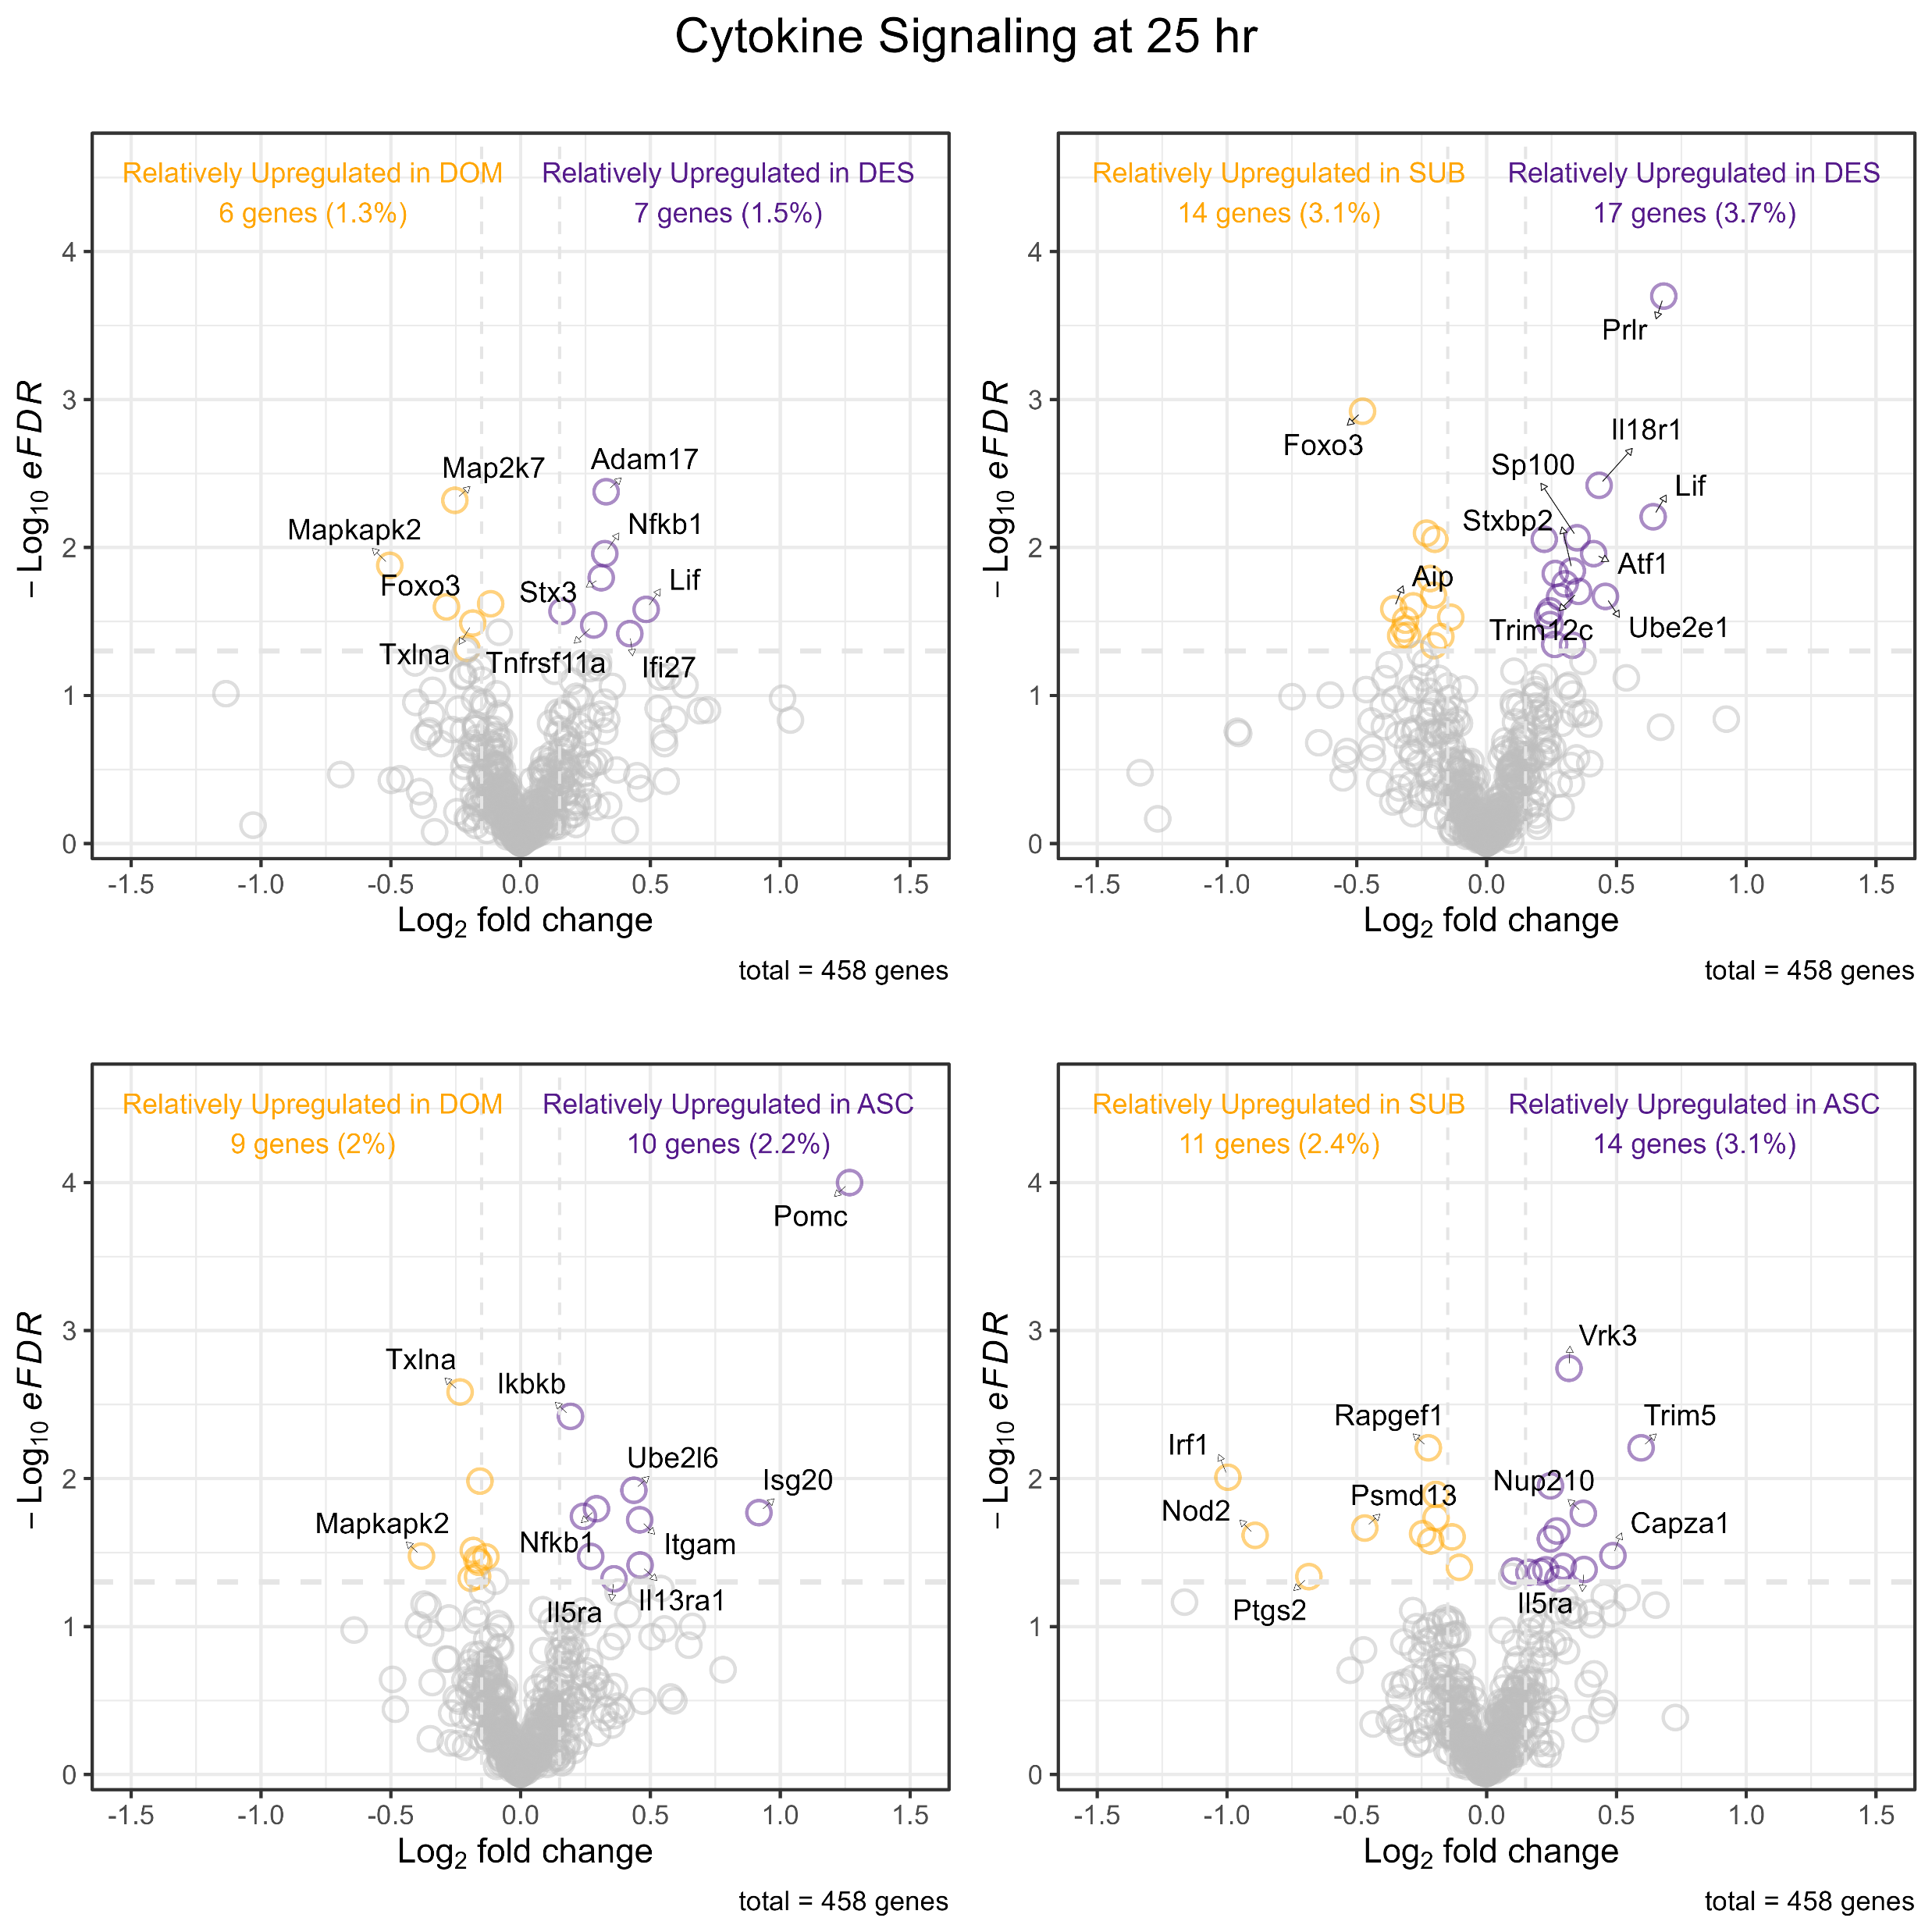 Cytokine Signaling at 25 hr
Relatively Upregulated in DOM
6 genes (1.3%)
Relatively Upregulated in DES
7 genes (1.5%)
− Log10 eFDR
4
3
2
1
0
Map2k7
Adam17
Mapkapk2
Nfkb1
Foxo3
Stx3
Lif
Txlna
Tnfrsf11a
Ifi27
-1.5 -1.0 -0.5 0.0 0.5 1.0 1.5
Log2 fold change
total = 458 genes
Relatively Upregulated in SUB
14 genes (3.1%)
Relatively Upregulated in DES
17 genes (3.7%)
− Log10 eFDR
4
3
2
1
0
Prlr
Foxo3
Il18r1
Sp100
Lif
Stxbp2
Atf1
Aip
Trim12c
Ube2e1
-1.5 -1.0 -0.5 0.0 0.5 1.0 1.5
Log2 fold change
total = 458 genes
Relatively Upregulated in DOM
9 genes (2%)
Relatively Upregulated in ASC
10 genes (2.2%)
− Log10 eFDR
4
3
2
1
0
Pomc
Txlna
Ikbkb
Ube2l6
Isg20
Mapkapk2
Nfkb1
Itgam
Il5ra
Il13ra1
-1.5 -1.0 -0.5 0.0 0.5 1.0 1.5
Log2 fold change
total = 458 genes
Relatively Upregulated in SUB
11 genes (2.4%)
Relatively Upregulated in ASC
14 genes (3.1%)
− Log10 eFDR
4
3
2
1
0
Vrk3
Rapgef1
Trim5
Irf1
Nup210
Psmd13
Nod2
Capza1
Ptgs2
Il5ra
-1.5 -1.0 -0.5 0.0 0.5 1.0 1.5
Log2 fold change
total = 458 genes